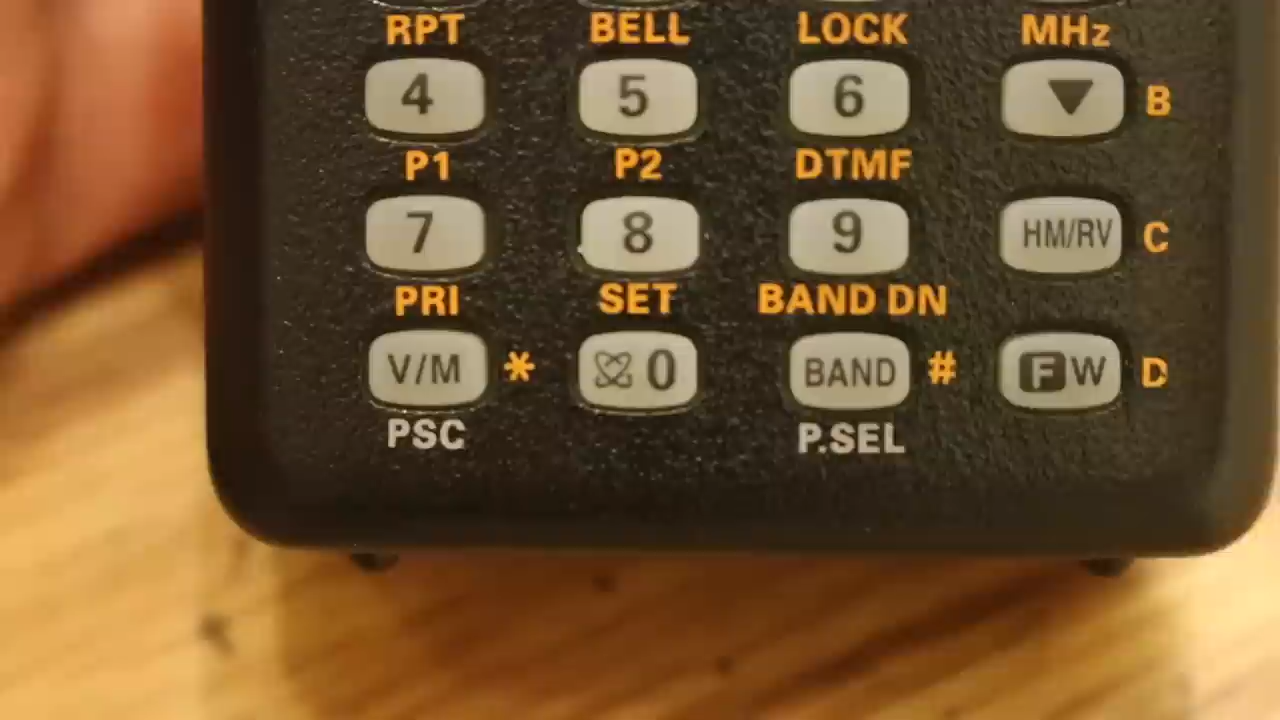 RPT BELL LOCK MHz
4 5 6 ▼ B
P1 P2 DTMF
7 8 9 HM/RV C
PRI SET BAND DN
V/M * 0 BAND # F W D
PSC P.SEL